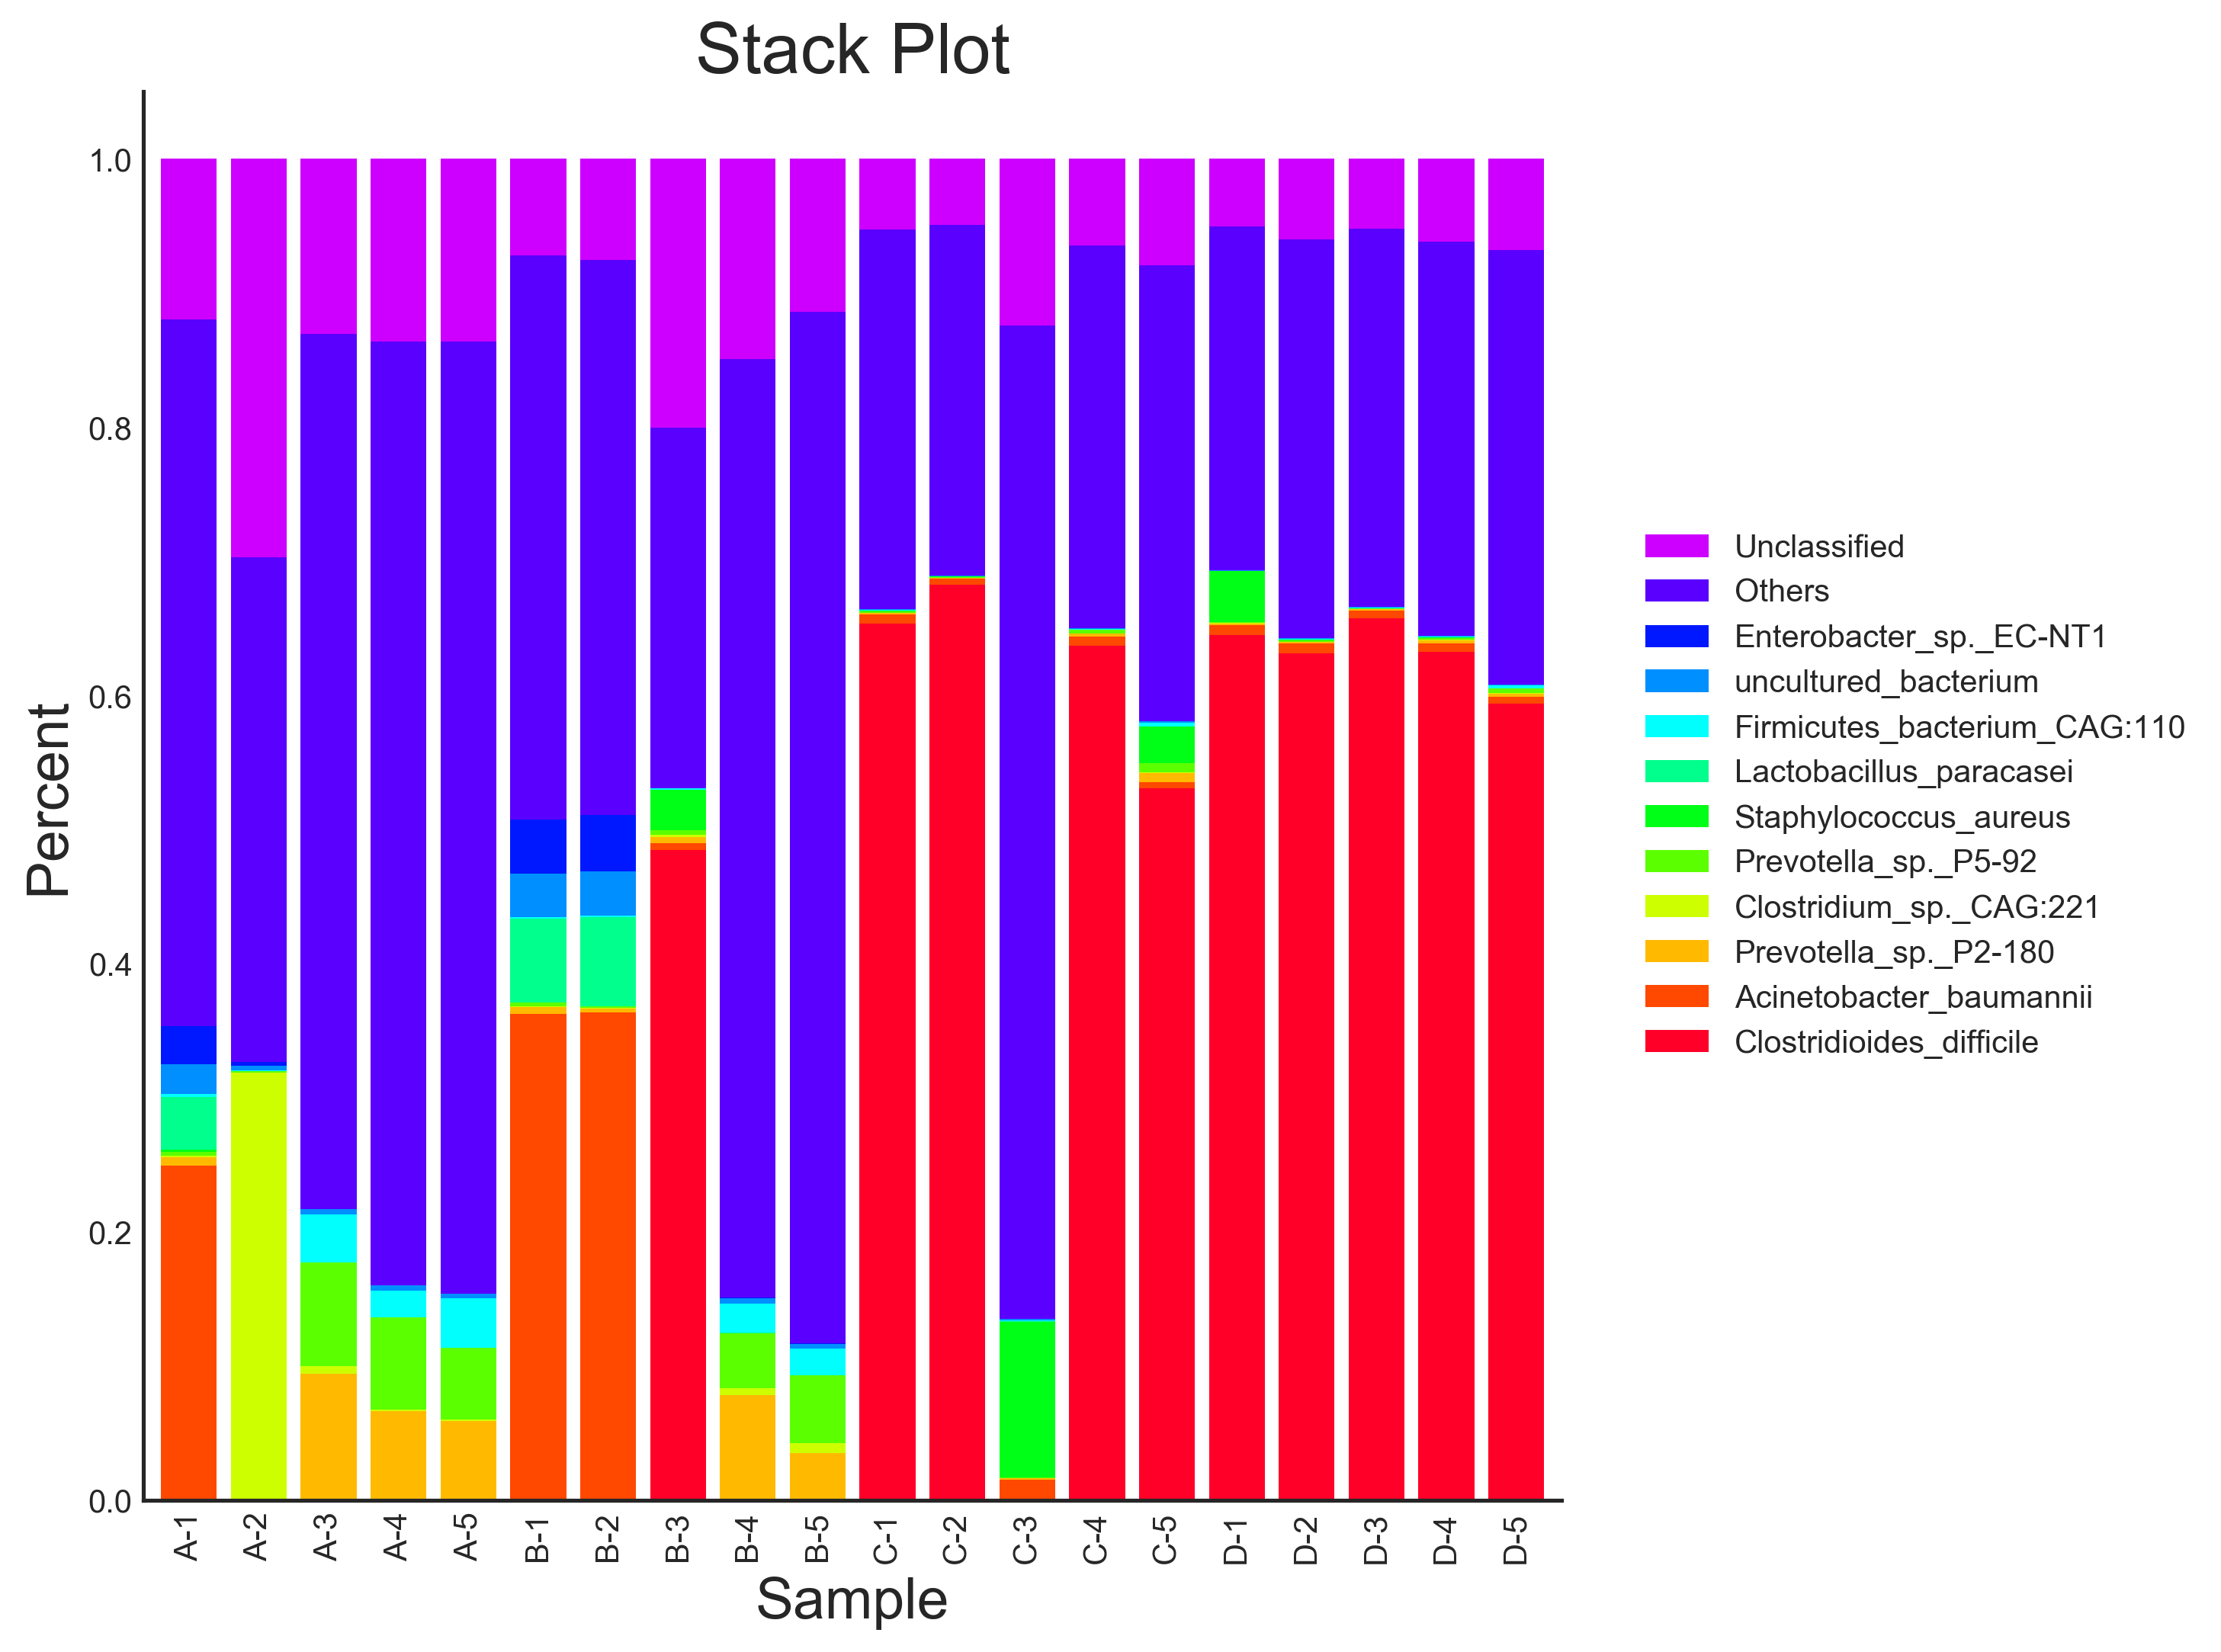 Stack Plot
Percent
1.0
0.8
0.6
0.4
0.2
0.0
A-1
A-2
A-3
A-4
A-5
B-1
B-2
B-3
B-4
B-5
C-1
C-2
C-3
C-4
C-5
D-1
D-2
D-3
D-4
D-5
Sample
Unclassified
Others
Enterobacter_sp._EC-NT1
uncultured_bacterium
Firmicutes_bacterium_CAG:110
Lactobacillus_paracasei
Staphylococcus_aureus
Prevotella_sp._P5-92
Clostridium_sp._CAG:221
Prevotella_sp._P2-180
Acinetobacter_baumannii
Clostridioides_difficile